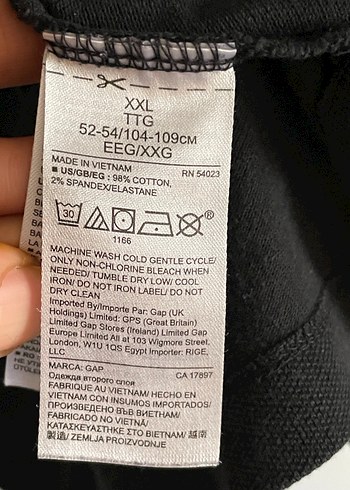 XXL
TTG
52-54/104-109см
EEG/XXG
MADE IN VIETNAM RN 54023
■ US/GB/EG : 98% COTTON,
2% SPANDEX/ELASTANE
30 ®
1166
MACHINE WASH COLD GENTLE CYCLE/
ONLY NON-CHLORINE BLEACH WHEN
NEEDED/ TUMBLE DRY LOW/ COOL
IRON/ DO NOT IRON LABEL/ DO NOT
DRY CLEAN
Imported By/Importe Par: Gap (UK
Holdings) Limited: GPS (Great Britain)
Limited Gap Stores (Ireland) Limited Gap
Europe Limited All at 103 Wigmore Street,
London, W1U 1QS Egypt Importer: RIGE,
LLC
MARCA: GAP CA 17897
Одежда второго слоя
FABRIQUÉ AU VIETNAM/ HECHO EN
VIETNAM CON INSUMOS IMPORTADOS/
ПРОИЗВЕДЕНО ВЪВ ВИЕТНАМ/
FABRICADO NO VIETNÃ/
ΚΑΤΑΣΚΕΥΑΣΤΗΚΕ ΣΤΟ ΒΙΕΤΝΑΜ/ 越南
製造/ ZEMLJA PROIZVODNJE